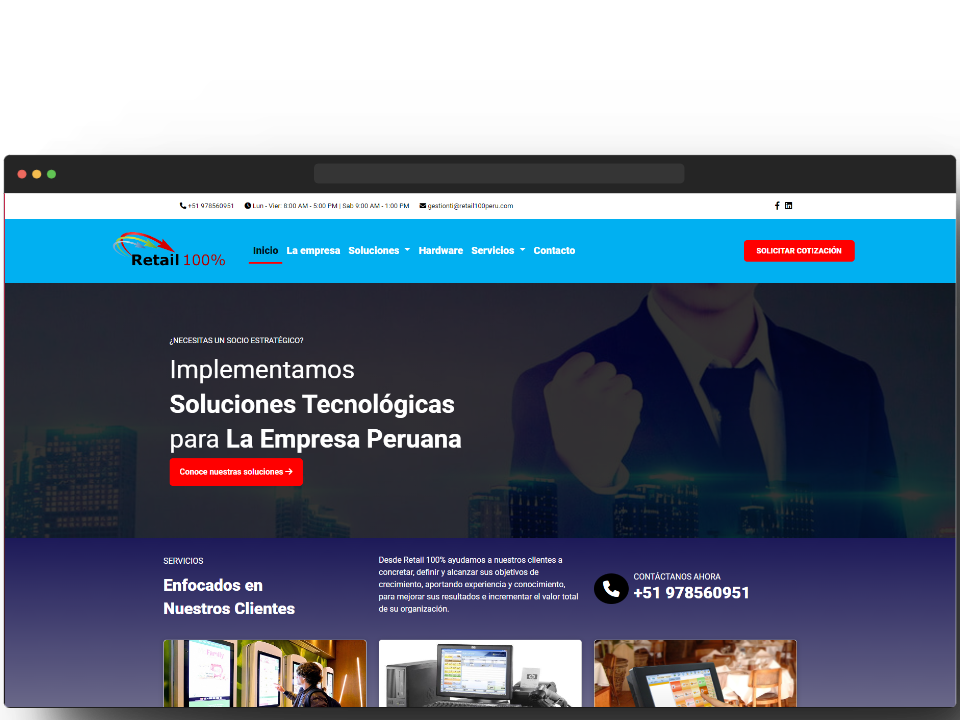 +51 978560951 Lun - Vier: 8:00 AM - 5:00 PM | Sab 9:00 AM - 1:00 PM gestionti@retail100peru.com
Retail 100% Inicio La empresa Soluciones Hardware Servicios Contacto SOLICITAR COTIZACIÓN
¿NECESITAS UN SOCIO ESTRATÉGICO?
Implementamos
Soluciones Tecnológicas
para La Empresa Peruana
Conoce nuestras soluciones →
SERVICIOS
Enfocados en
Nuestros Clientes
Desde Retail 100% ayudamos a nuestros clientes a
concretar, definir y alcanzar sus objetivos de
crecimiento, aportando experiencia y conocimiento,
para mejorar sus resultados e incrementar el valor total
de su organización.
CONTÁCTANOS AHORA
+51 978560951